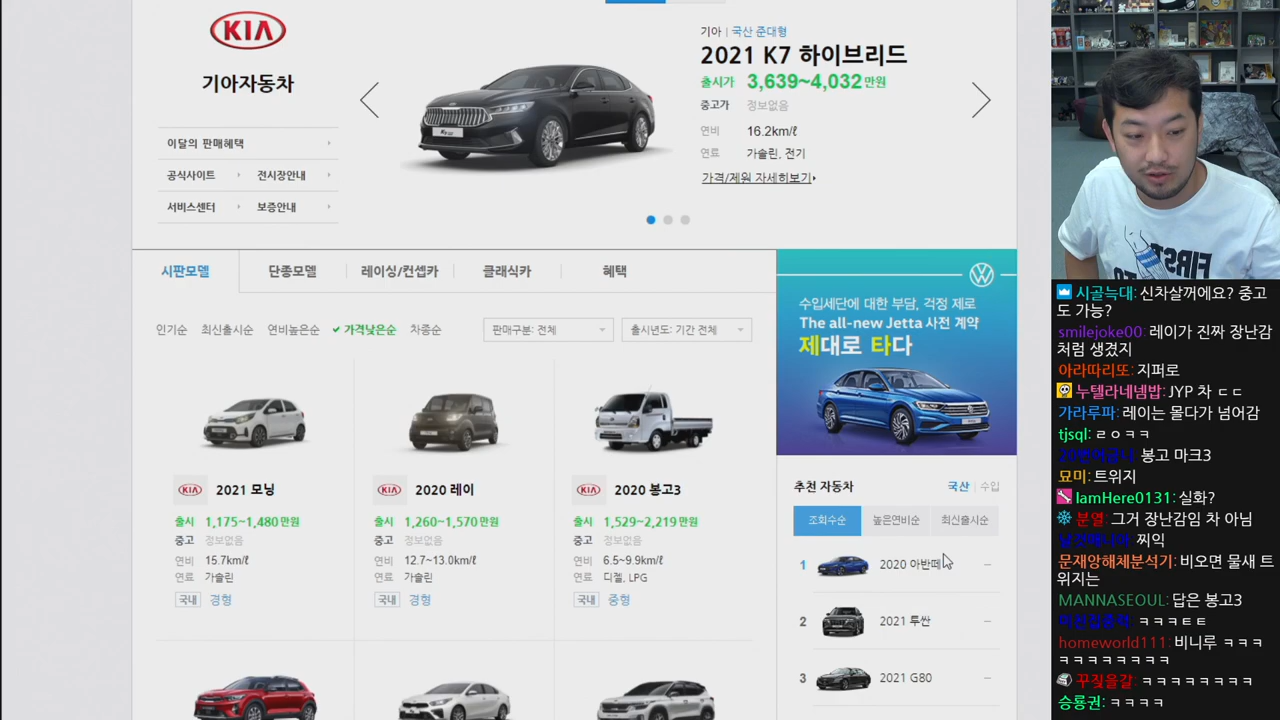 KIA
기아자동차
이달의 판매혜택
공식사이트
전시장안내
서비스센터
보증안내
기아 | 국산 준대형
2021 K7 하이브리드
출시가 3,639~4,032 만원
중고가 정보없음
연비 16.2km/ℓ
연료 가솔린, 전기
가격/제원 자세히보기
시판모델
단종모델
레이싱/컨셉카
클래식카
혜택
인기순 최신출시순 연비높은순 가격낮은순 차종순
판매구분: 전체
출시년도: 기간 전체
KIA 2021 모닝
출시 1,175~1,480 만원
중고 정보없음
연비 15.7km/ℓ
연료 가솔린
국내 경형
KIA 2020 레이
출시 1,260~1,570 만원
중고 정보없음
연비 12.7~13.0km/ℓ
연료 가솔린
국내 경형
KIA 2020 봉고3
출시 1,529~2,219 만원
중고 정보없음
연비 6.5~9.9km/ℓ
연료 디젤, LPG
국내 중형
수입세단에 대한 부담, 걱정 제로
The all-new Jetta 사전 계약
제대로 타다
추천 자동차
국산 | 수입
조회수순 높은연비순 최신출시순
1 2020 아반떼
2 2021 투싼
3 2021 G80
시골늑대: 신차살꺼에요? 중고
도 가능?
smilejoke00: 레이가 진짜 장난감
처럼 생겼지
아라따리또: 지퍼로
누텔라네넴밥: JYP 차 ㄷㄷ
가라루파: 레이는 몰다가 넘어감
tjsql: ㄹㅇㅋㅋ
봉고 마크3
묘미: 트위지
IamHere0131: 실화?
분열: 그거 장난감임 차 아님
찌익
문재앙해체분석기: 비오면 물새 트
위지는
MANNASEOUL: 답은 봉고3
ㅋㅋㅋㅌㅌ
homeworld111: 비니루 ㅋㅋㅋ
ㅋㅋㅋㅋㅋㅋㅋㅋ
꾸짖을갈: ㅋㅋㅋㅋㅋㅋㅋㅋ
승룡권: ㅋㅋㅋㅋ